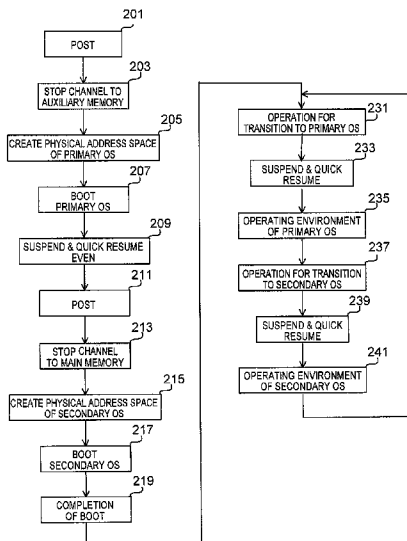 201
POST
203
STOP CHANNEL TO
AUXILIARY MEMORY
205
CREATE PHYSICAL ADDRESS SPACE
OF PRIMARY OS
207
BOOT
PRIMARY OS
209
SUSPEND & QUICK RESUME
EVEN
211
POST
213
STOP CHANNEL
TO MAIN MEMORY
215
CREATE PHYSICAL ADDRESS SPACE
OF SECONDARY OS
217
BOOT
SECONDARY OS
219
COMPLETION
OF BOOT
231
OPERATION FOR
TRANSITION TO PRIMARY OS
233
SUSPEND & QUICK
RESUME
235
OPERATING ENVIRONMENT
OF PRIMARY OS
237
OPERATION FOR TRANSITION
TO SECONDARY OS
239
SUSPEND & QUICK
RESUME
241
OPERATING ENVIRONMENT
OF SECONDARY OS